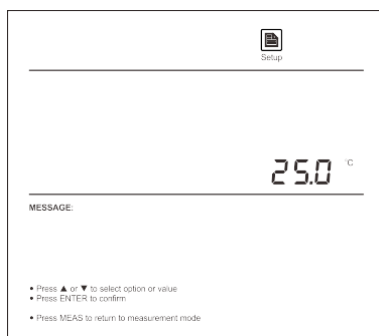 Setup
25.0 °C
MESSAGE:
• Press ▲ or ▼ to select option or value
• Press ENTER to confirm
• Press MEAS to return to measurement mode